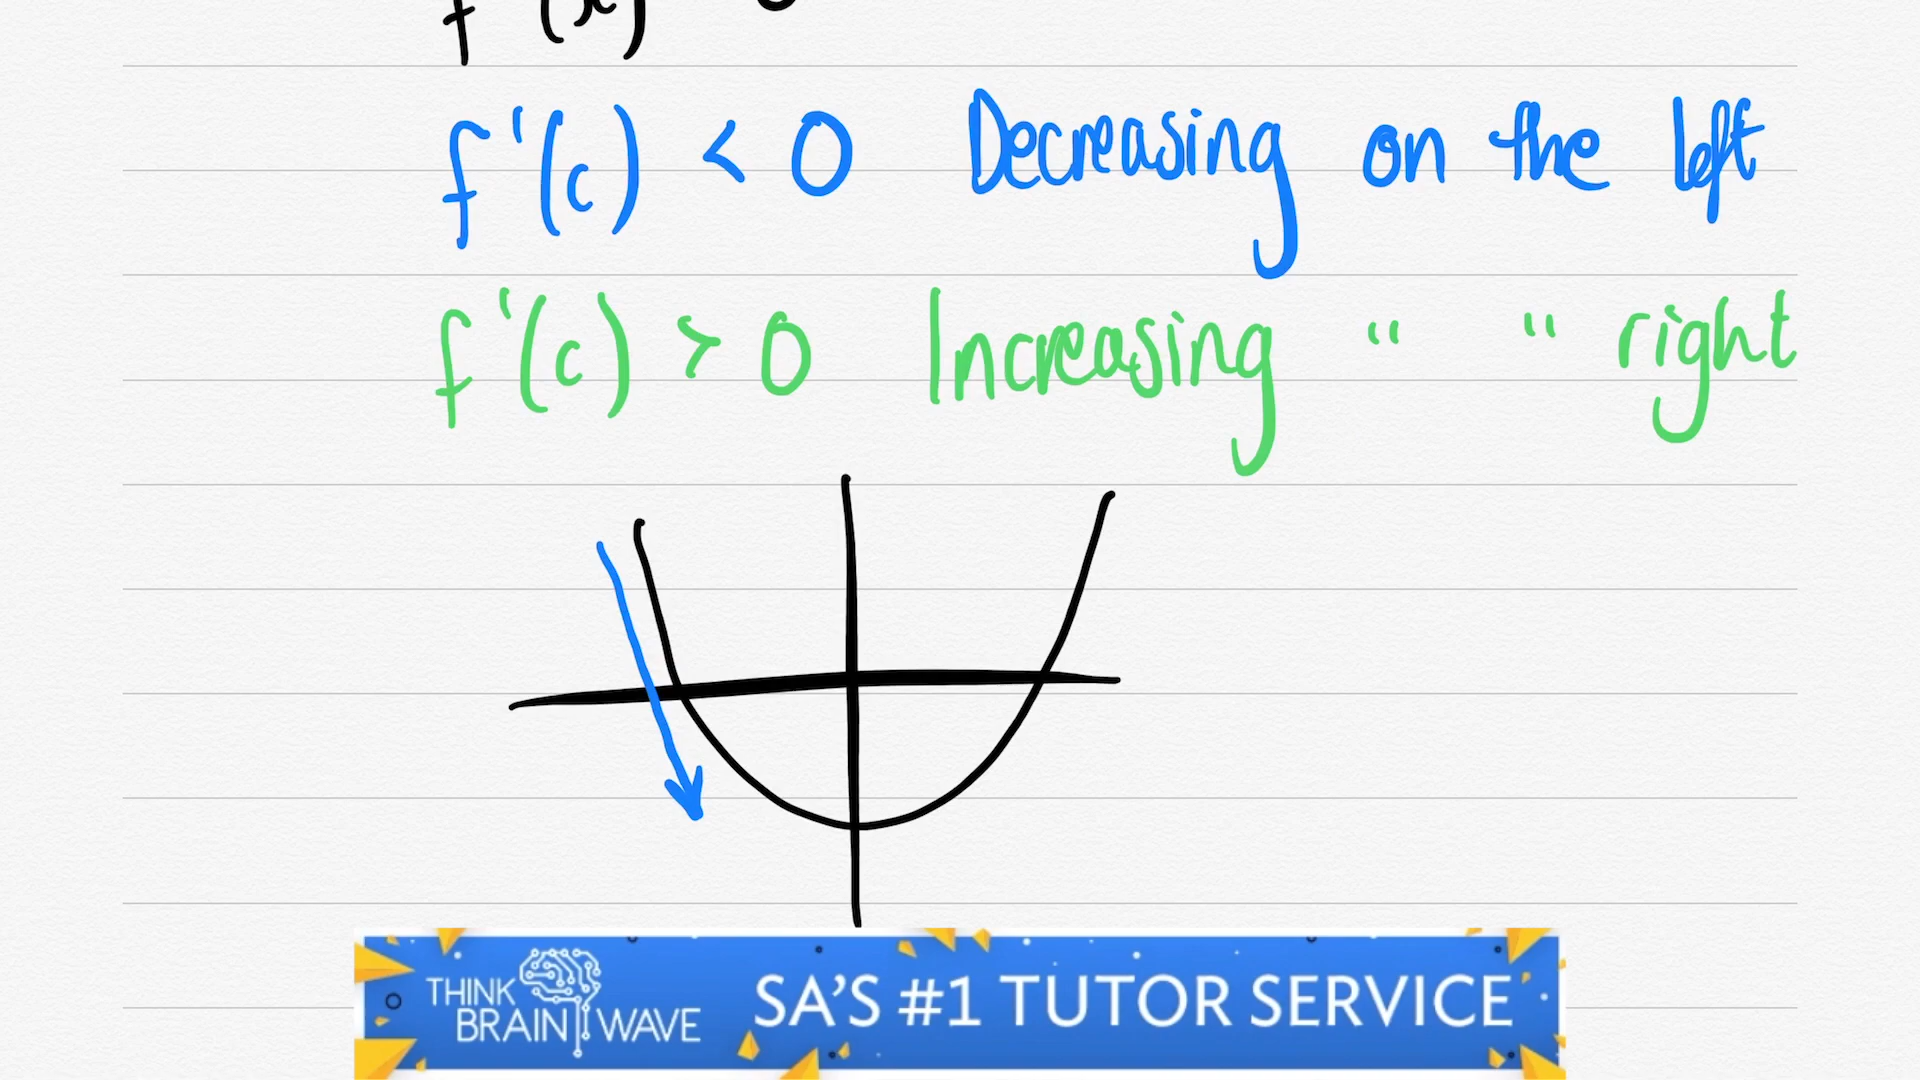 f'(c) < 0 Decreasing on the left
f'(c) > 0 Increasing " " right
THINK
BRAIN WAVE
SA'S #1 TUTOR SERVICE